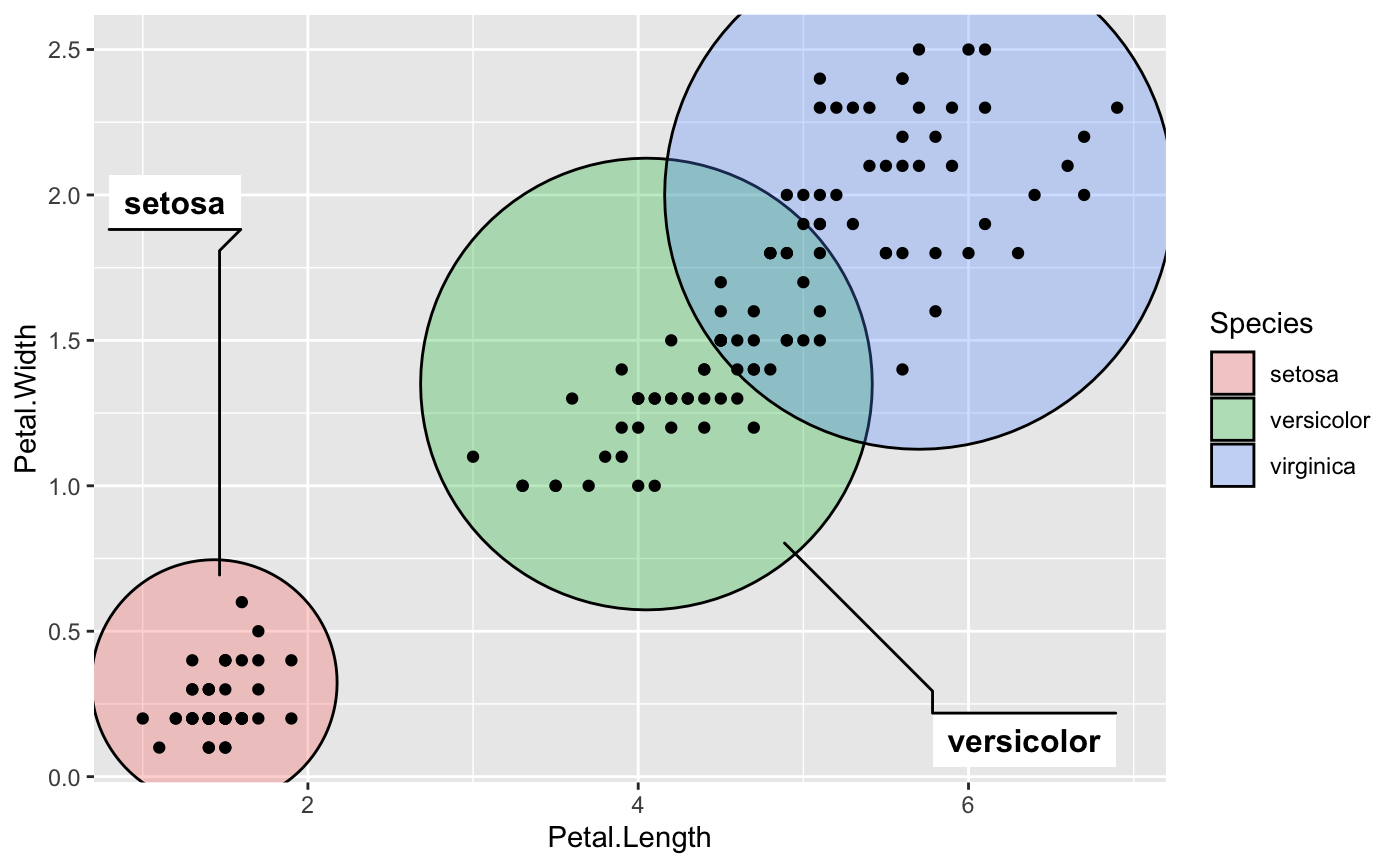 2.5
2.0
1.5
1.0
0.5
0.0
Petal.Width
setosa
versicolor
2
4
6
Petal.Length
Species
setosa
versicolor
virginica